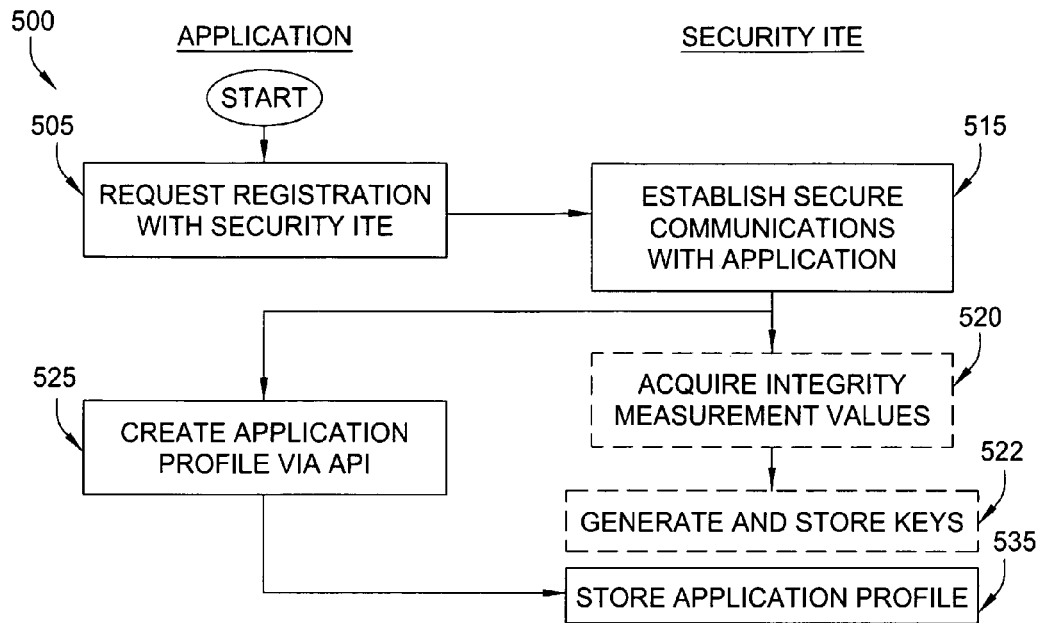 500
APPLICATION
SECURITY ITE
START
505
REQUEST REGISTRATION
WITH SECURITY ITE
515
ESTABLISH SECURE
COMMUNICATIONS
WITH APPLICATION
520
ACQUIRE INTEGRITY
MEASUREMENT VALUES
525
CREATE APPLICATION
PROFILE VIA API
522
GENERATE AND STORE KEYS
535
STORE APPLICATION PROFILE